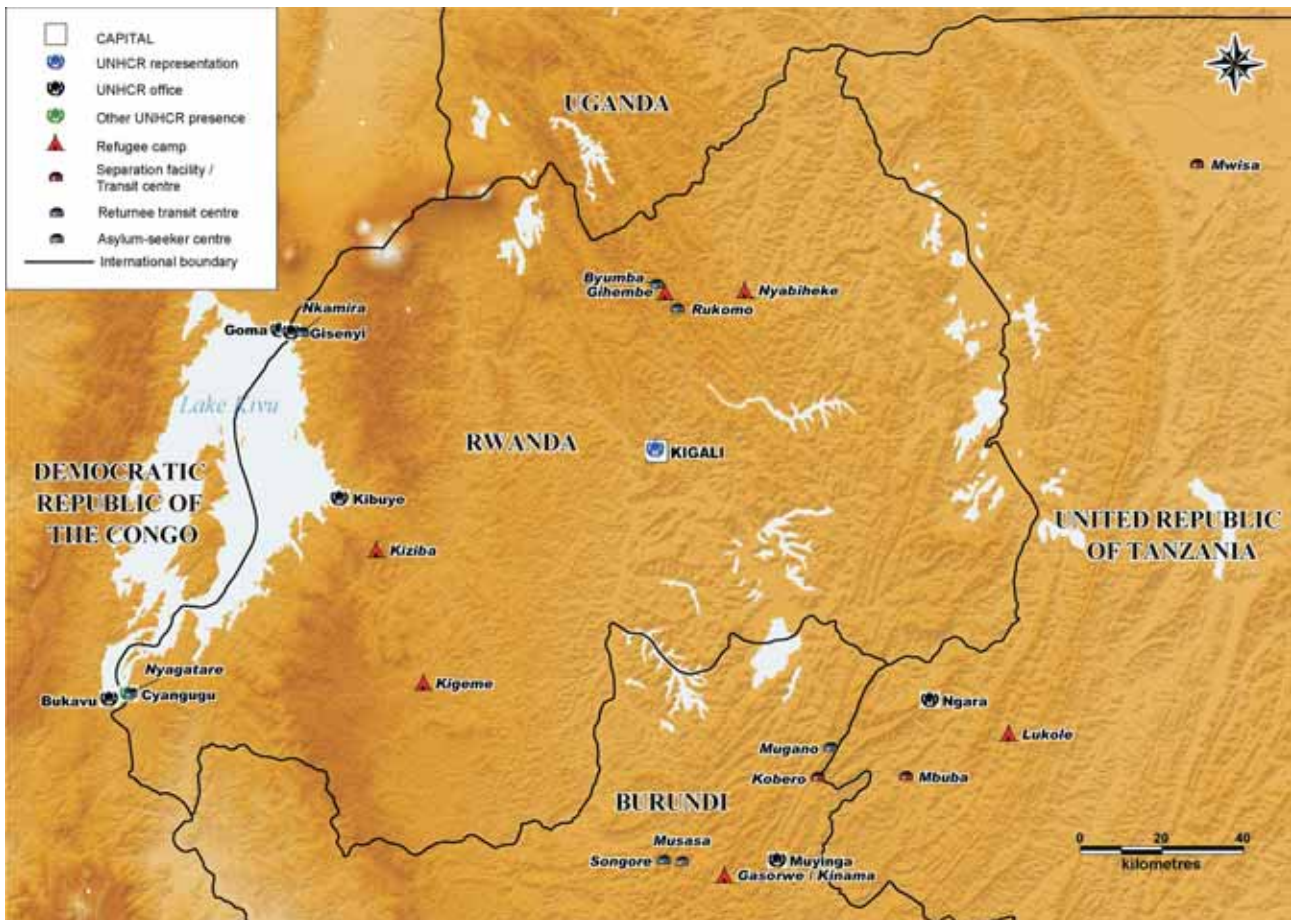 CAPITAL
UNHCR representation
UNHCR office
Other UNHCR presence
Refugee camp
Separation facility /
Transit centre
Returnee transit centre
Asylum-seeker centre
International boundary
UGANDA
Mwisa
Byumba
Gihembe
Nyabiheke
Rukomo
Nkamira
Goma
Gisenyi
Lake Kivu
RWANDA
KIGALI
DEMOCRATIC
REPUBLIC OF
THE CONGO
Kibuye
UNITED REPUBLIC
OF TANZANIA
Kiziba
Nyagatare
Bukavu
Cyangugu
Kigeme
Ngara
Lukole
Mugano
Kobero
Mbuba
BURUNDI
Musasa
Songore
Muyinga
Gasorwe / Kinama
0 20 40
kilometres